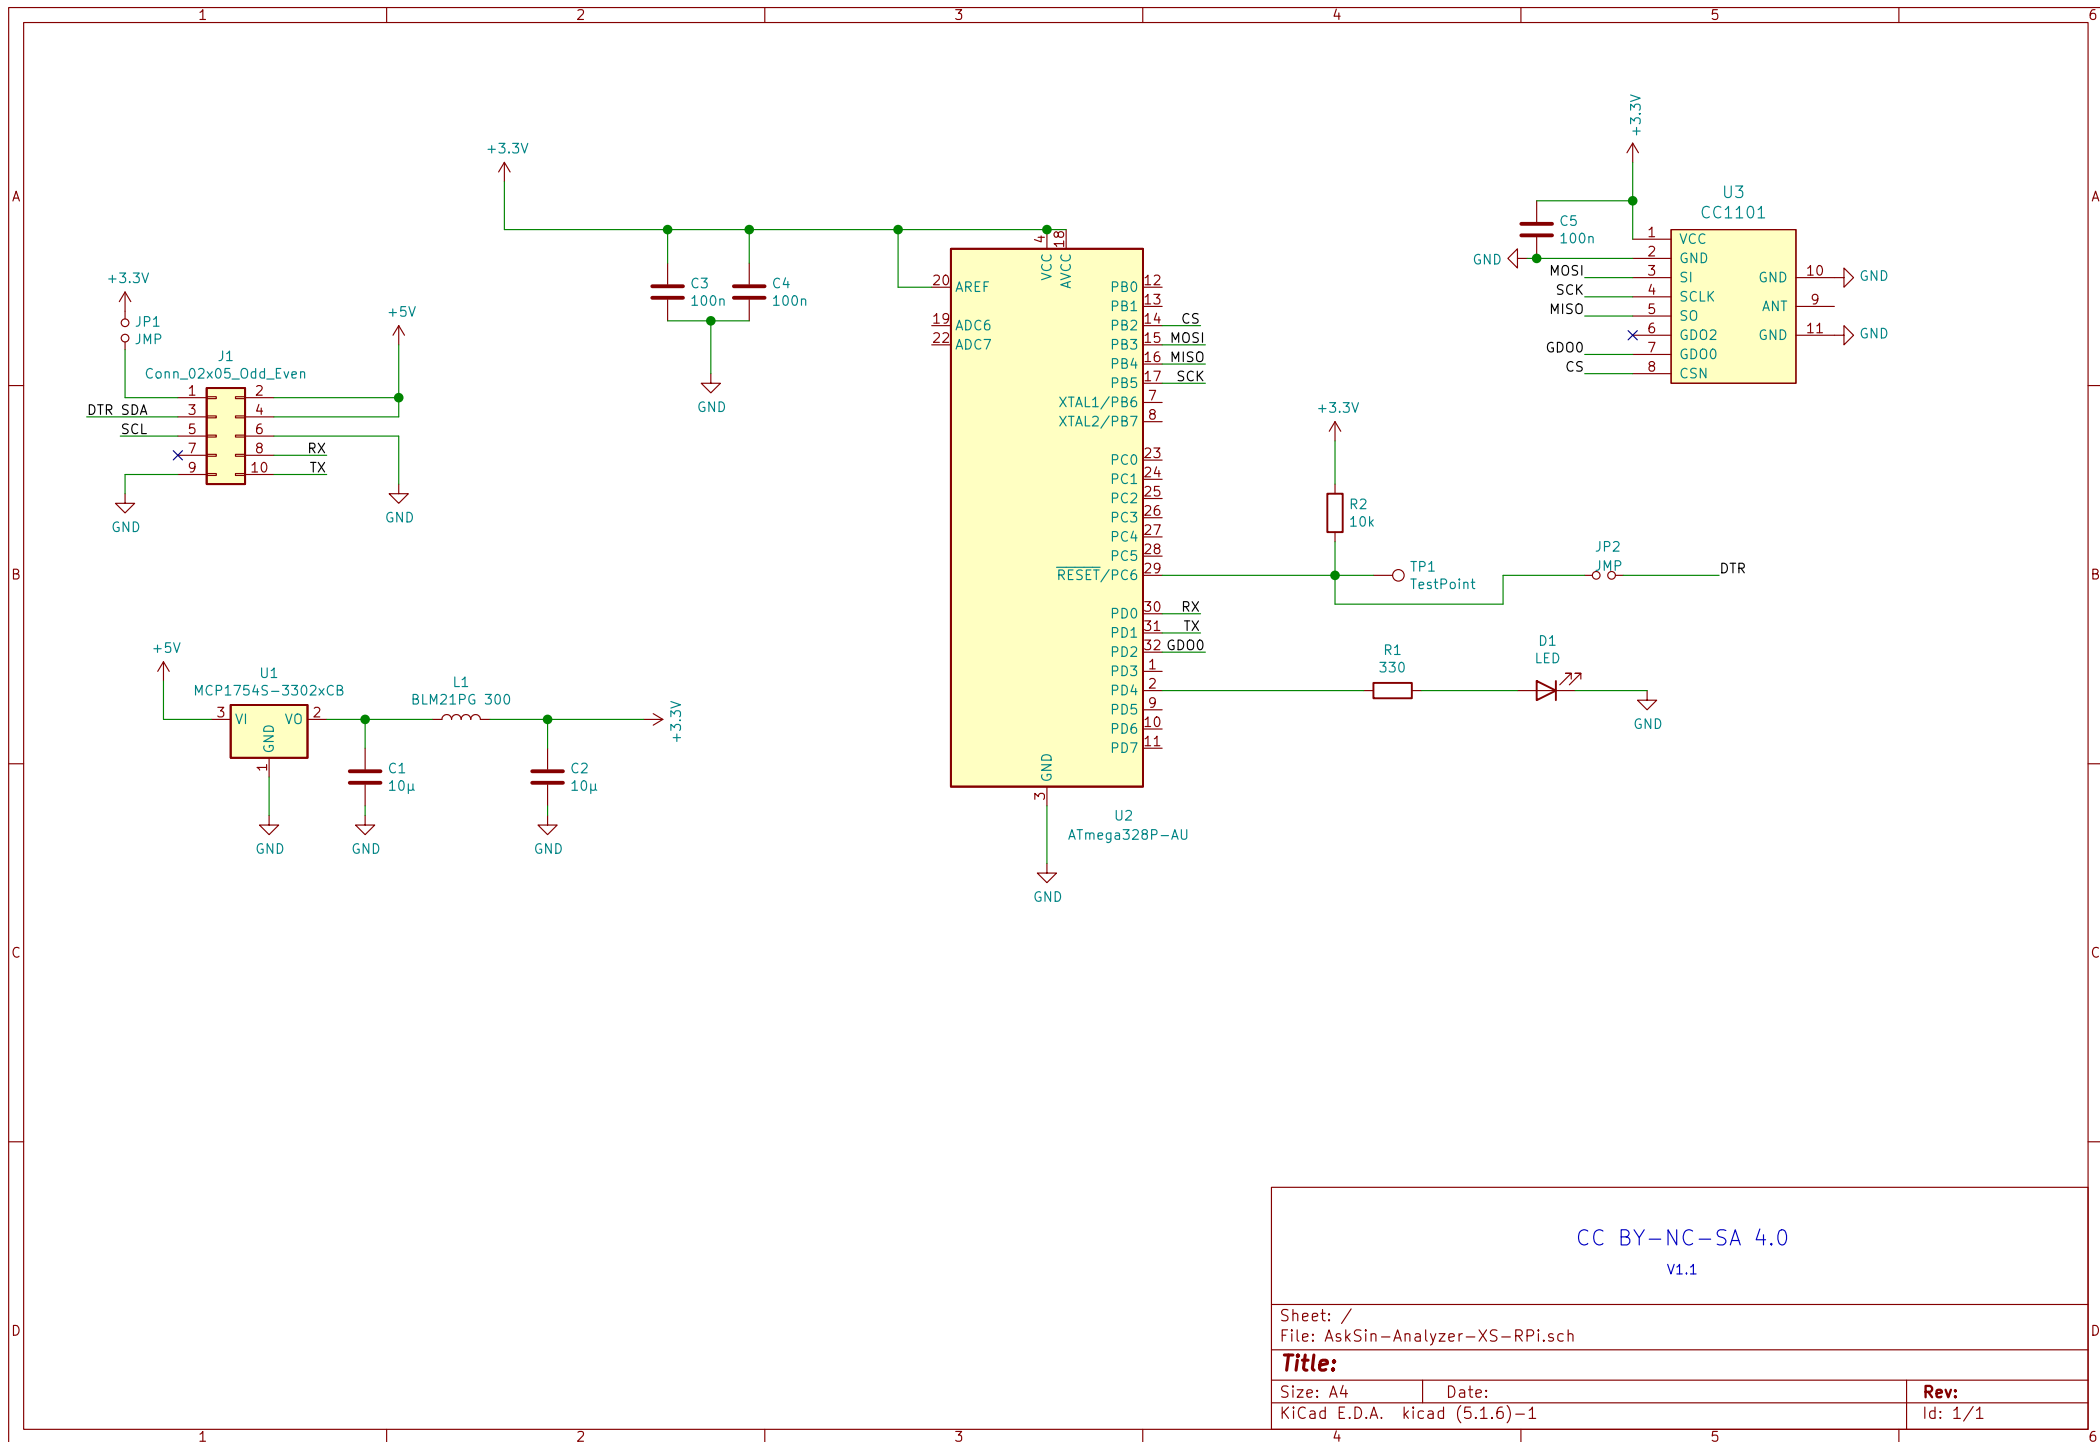 1 2 3 4 5 6
A A
B B
C C
D D
1 2 3 4 5 6
+3.3V
JP1
JMP
+5V
J1
Conn_02x05_Odd_Even
1 2
DTR SDA 3 4
SCL 5 6
7 8 RX
9 10 TX
GND
GND
+5V
U1
MCP1754S-3302xCB
3 VI VO 2
GND
1
GND
L1
BLM21PG 300
+3.3V
C1
10µ
GND
C2
10µ
GND
+3.3V
C3
100n
C4
100n
GND
4 18
VCC AVCC
20 AREF
19 ADC6
22 ADC7
PB0 12
PB1 13
PB2 14 CS
PB3 15 MOSI
PB4 16 MISO
PB5 17 SCK
XTAL1/PB6 7
XTAL2/PB7 8
PC0 23
PC1 24
PC2 25
PC3 26
PC4 27
PC5 28
RESET/PC6 29
PD0 30 RX
PD1 31 TX
PD2 32 GDO0
PD3 1
PD4 2
PD5 9
PD6 10
PD7 11
GND
3
U2
ATmega328P-AU
GND
+3.3V
R2
10k
TP1
TestPoint
JP2
JMP
DTR
R1
330
D1
LED
GND
+3.3V
C5
100n
GND
U3
CC1101
1 VCC
2 GND
MOSI 3 SI
SCK 4 SCLK
MISO 5 SO
6 GDO2
GDO0 7 GDO0
CS 8 CSN
GND 10 GND
ANT 9
GND 11 GND
CC BY-NC-SA 4.0
V1.1
Sheet: /
File: AskSin-Analyzer-XS-RPi.sch
Title:
Size: A4 Date: Rev:
KiCad E.D.A. kicad (5.1.6)-1 Id: 1/1